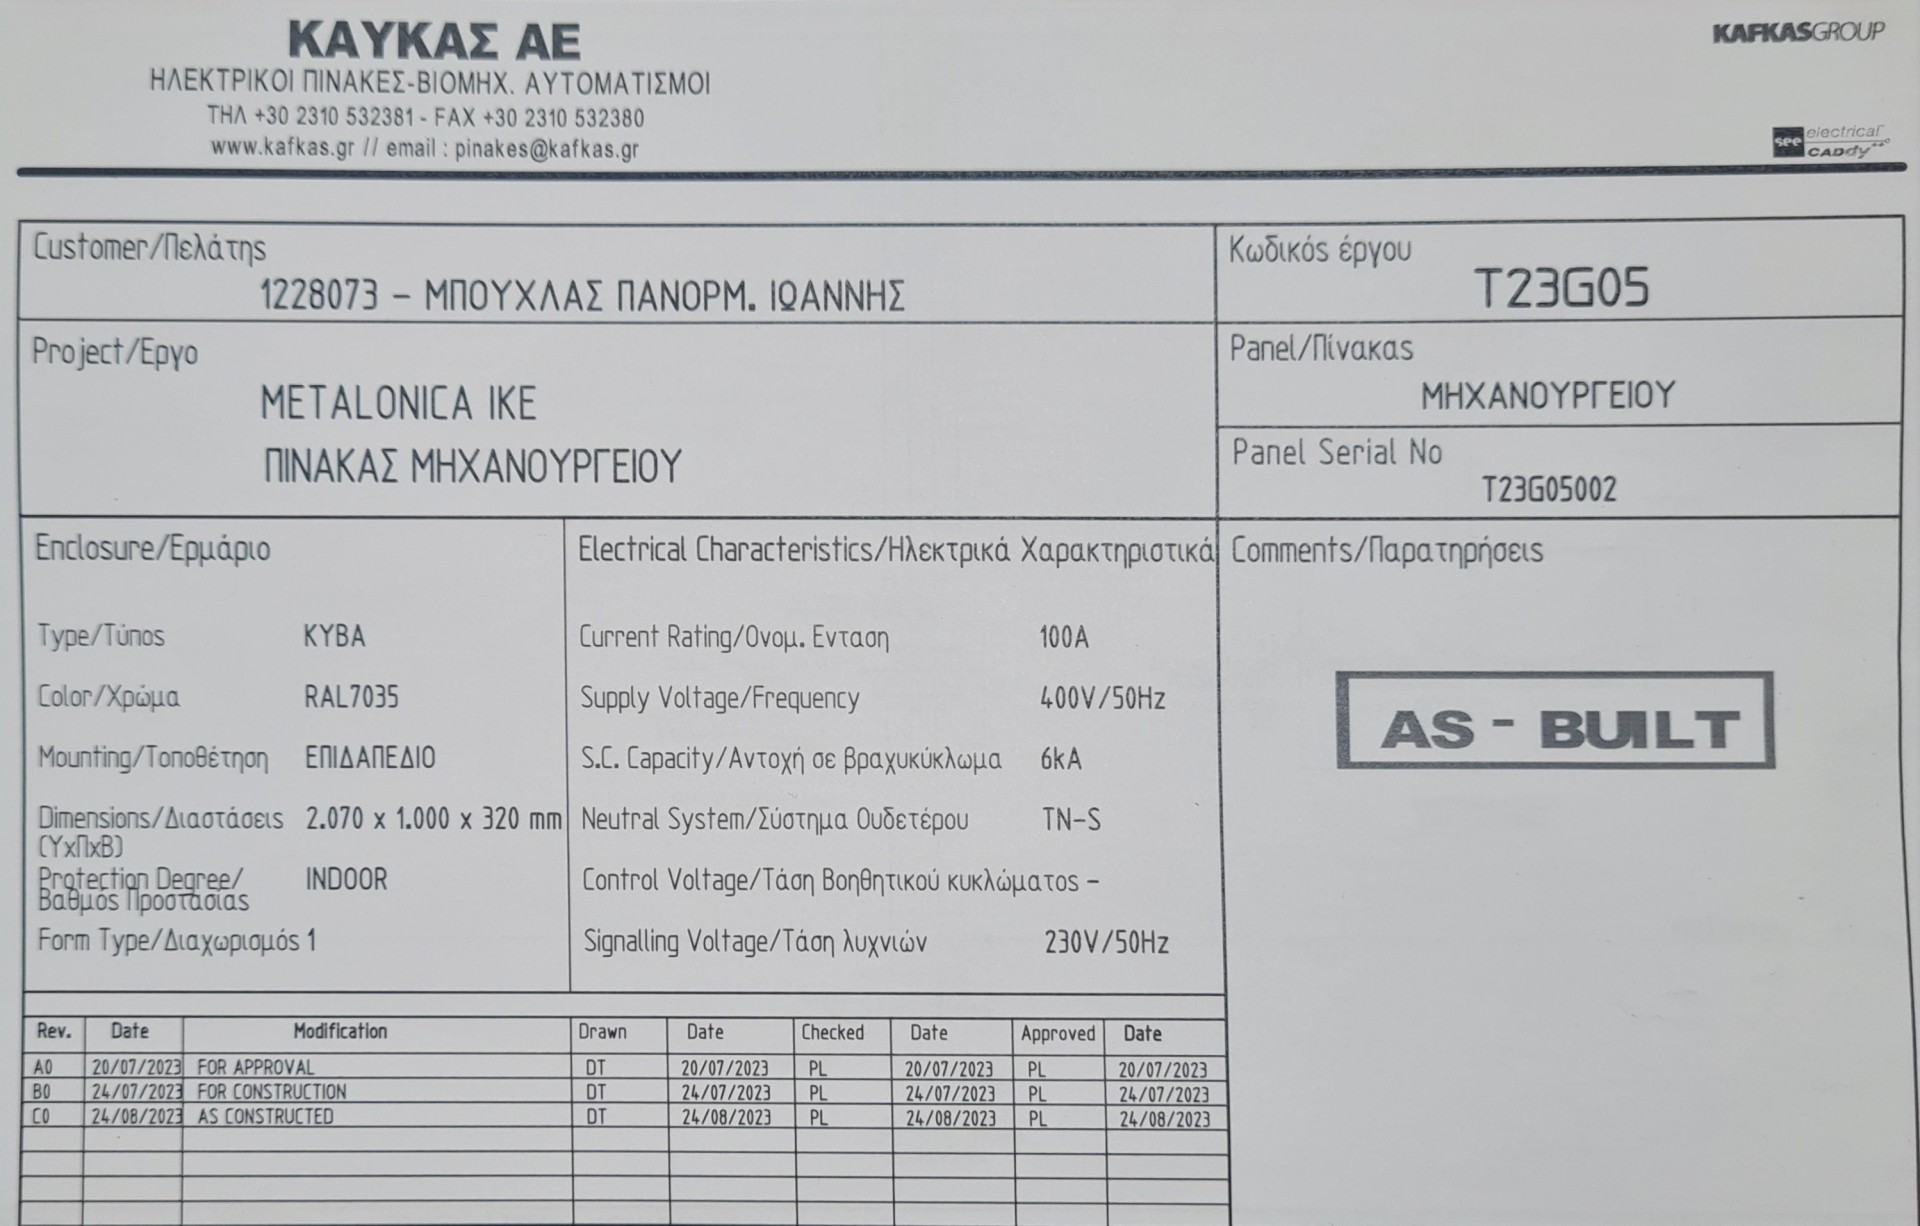 ΚΑΥΚΑΣ ΑΕ
ΗΛΕΚΤΡΙΚΟΙ ΠΙΝΑΚΕΣ-ΒΙΟΜΗΧ. ΑΥΤΟΜΑΤΙΣΜΟΙ
ΤΗΛ +30 2310 532381 - FAX +30 2310 532380
www.kafkas.gr // email : pinakes@kafkas.gr
KAFKASGROUP
see electrical
CADdy++
Customer/Πελάτης
1228073 – ΜΠΟΥΧΛΑΣ ΠΑΝΟΡΜ. ΙΩΑΝΝΗΣ
Κωδικός έργου
T23G05
Project/Εργο
METALONICA IKE
ΠΙΝΑΚΑΣ ΜΗΧΑΝΟΥΡΓΕΙΟΥ
Panel/Πίνακας
ΜΗΧΑΝΟΥΡΓΕΙΟΥ
Panel Serial No
T23G05002
Enclosure/Ερμάριο
Type/Τύπος KYBA
Color/Χρώμα RAL7035
Mounting/Τοποθέτηση ΕΠΙΔΑΠΕΔΙΟ
Dimensions/Διαστάσεις 2.070 x 1.000 x 320 mm
(ΥxΠxΒ)
Protection Degree/ INDOOR
Βαθμός Προστασίας
Form Type/Διαχωρισμός 1
Electrical Characteristics/Ηλεκτρικά Χαρακτηριστικά
Current Rating/Ονομ. Ενταση 100A
Supply Voltage/Frequency 400V/50Hz
S.C. Capacity/Αντοχή σε βραχυκύκλωμα 6kA
Neutral System/Σύστημα Ουδετέρου TN-S
Control Voltage/Τάση Βοηθητικού κυκλώματος -
Signalling Voltage/Τάση λυχνιών 230V/50Hz
Comments/Παρατηρήσεις
AS - BUILT
Rev. Date Modification Drawn Date Checked Date Approved Date
A0 20/07/2023 FOR APPROVAL DT 20/07/2023 PL 20/07/2023 PL 20/07/2023
B0 24/07/2023 FOR CONSTRUCTION DT 24/07/2023 PL 24/07/2023 PL 24/07/2023
C0 24/08/2023 AS CONSTRUCTED DT 24/08/2023 PL 24/08/2023 PL 24/08/2023